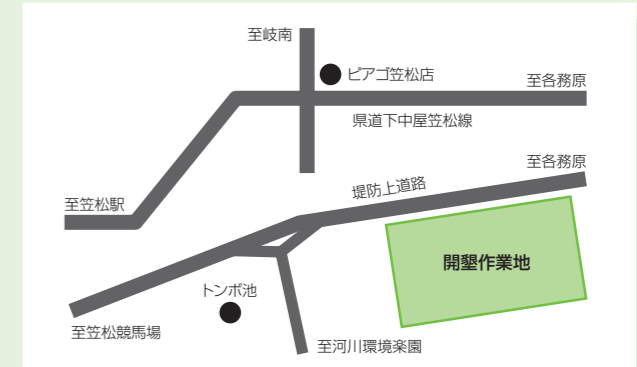 至岐南
ピアゴ笠松店
至各務原
県道下中屋笠松線
至各務原
堤防上道路
至笠松駅
開墾作業地
トンボ池
至笠松競馬場
至河川環境楽園